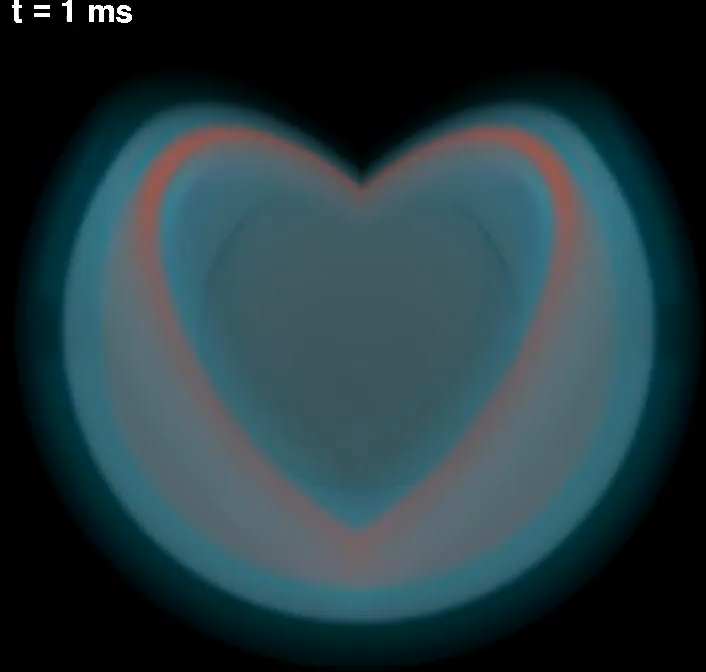 t = 1 ms